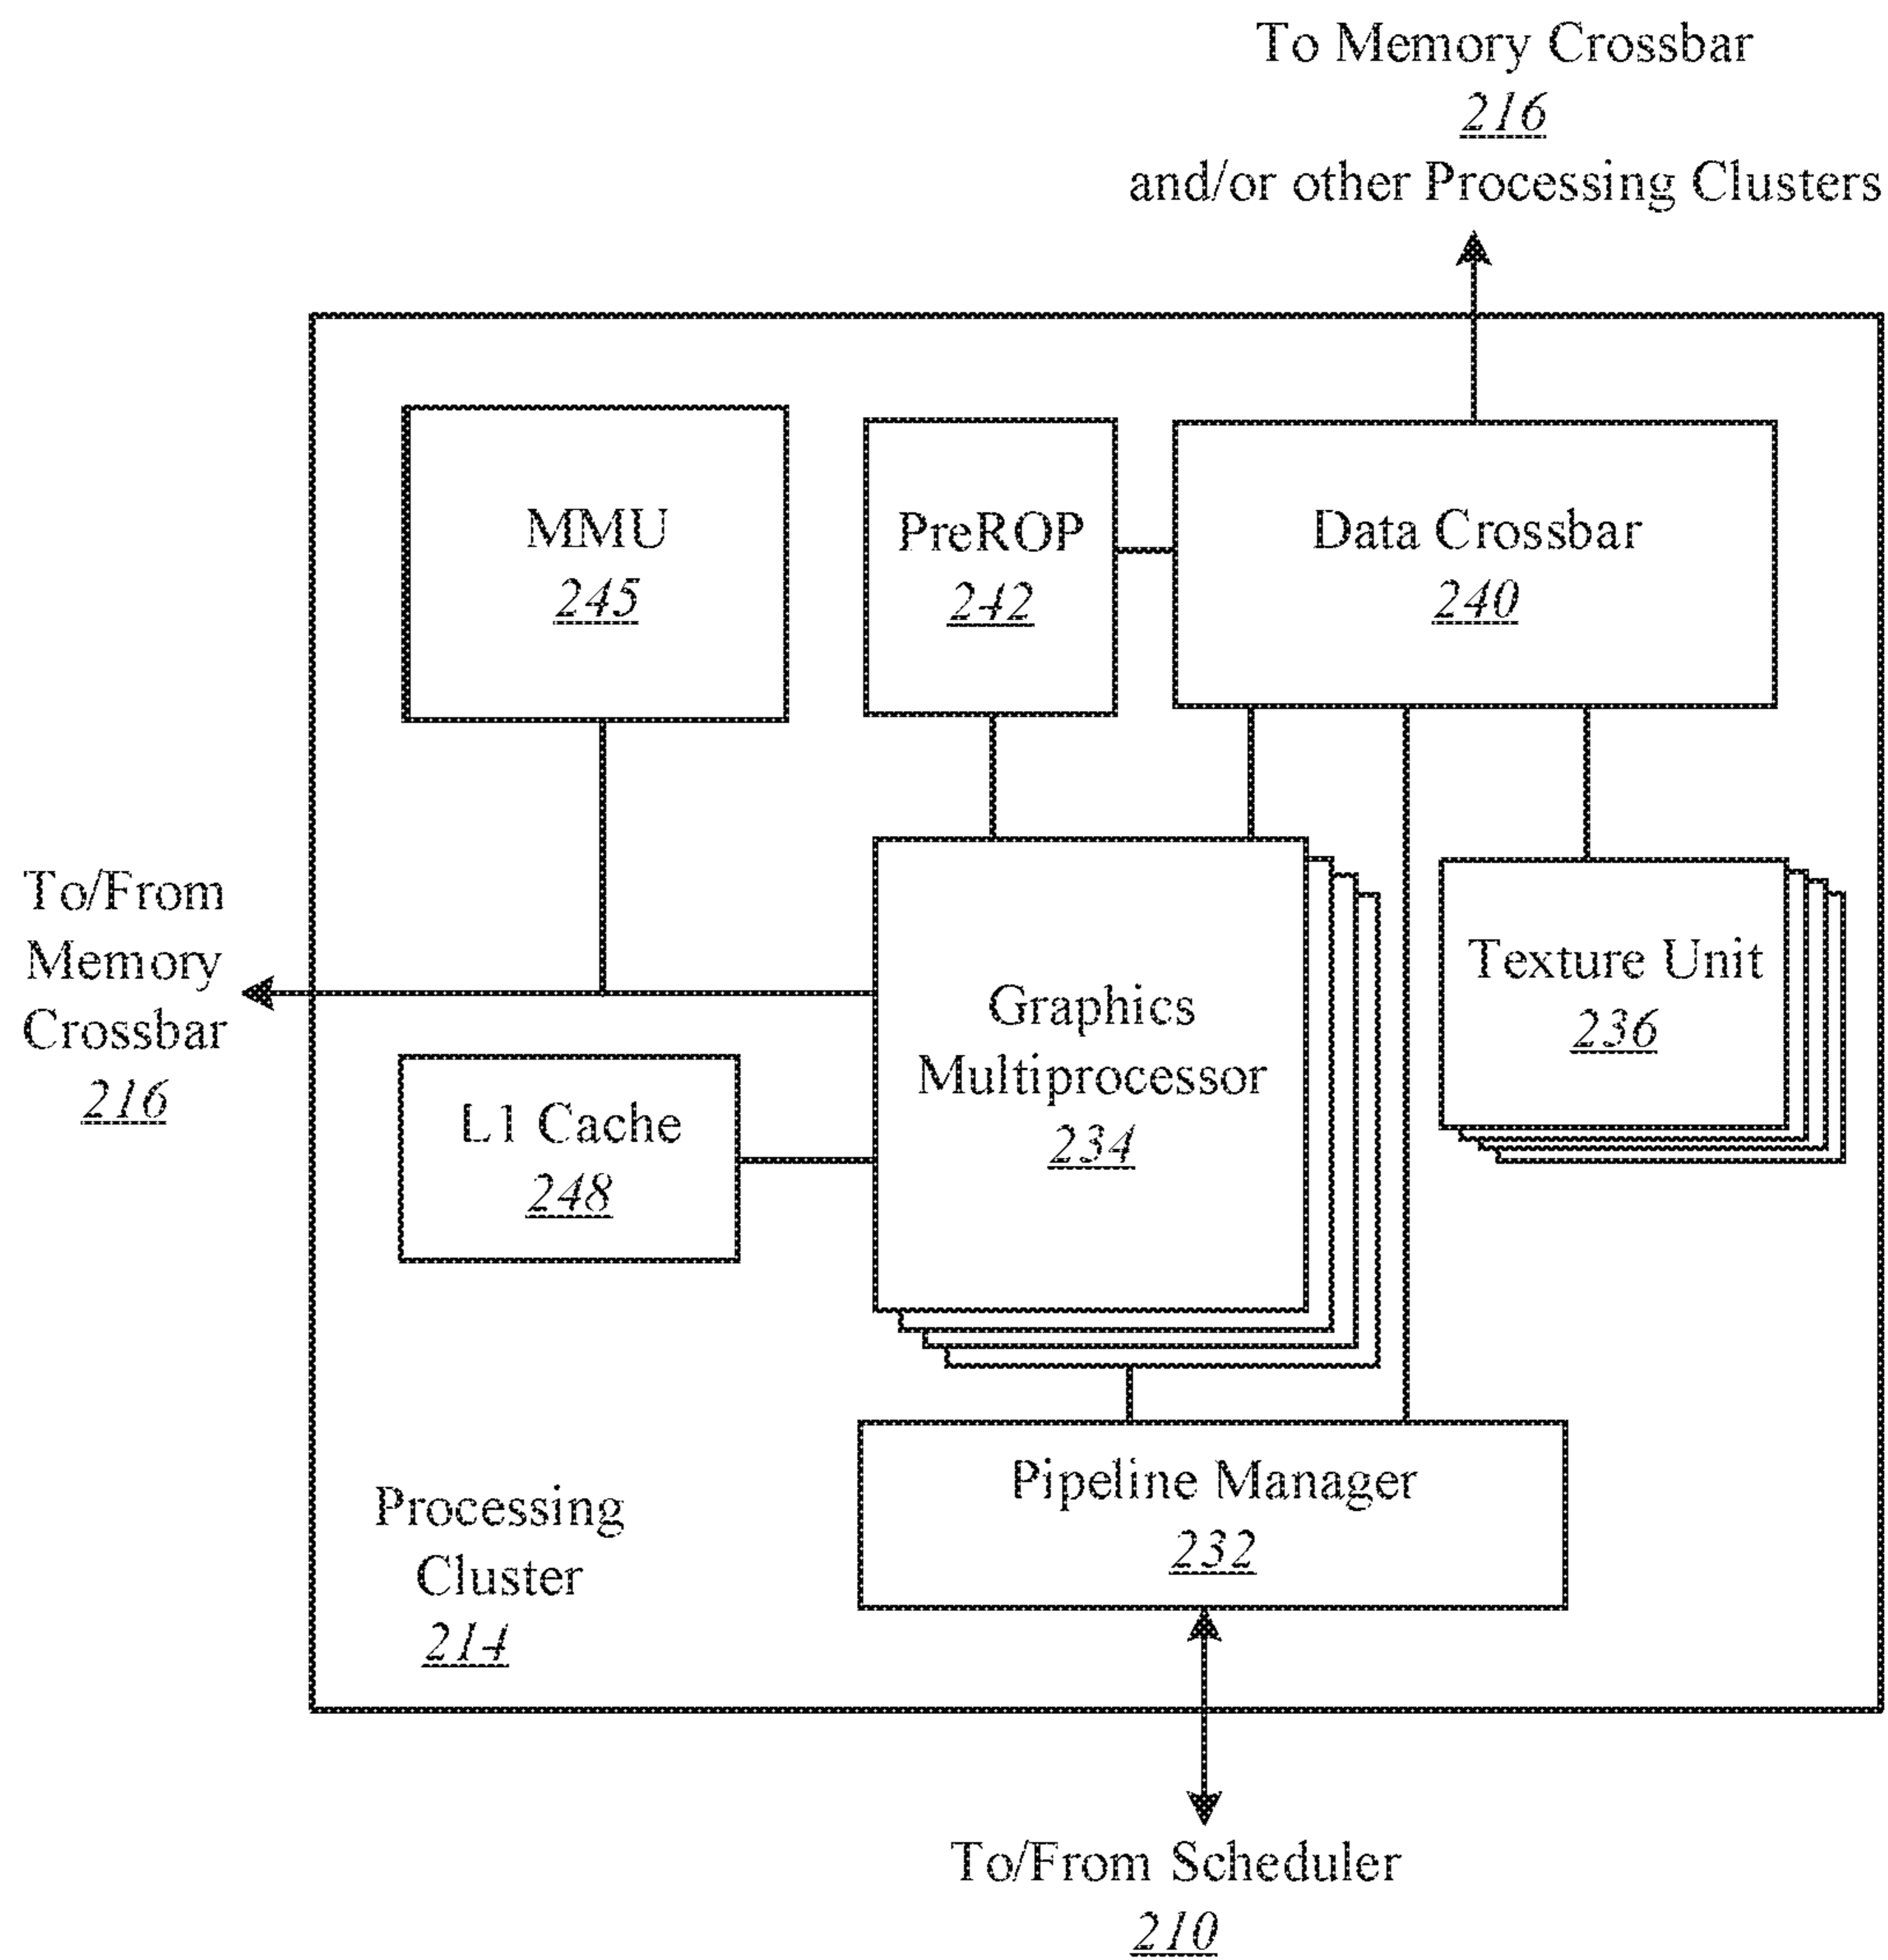 To Memory Crossbar
216
and/or other Processing Clusters
MMU
245
PreROP
242
Data Crossbar
240
To/From
Memory
Crossbar
216
Graphics
Multiprocessor
234
Texture Unit
236
L1 Cache
248
Pipeline Manager
232
Processing
Cluster
214
To/From Scheduler
210